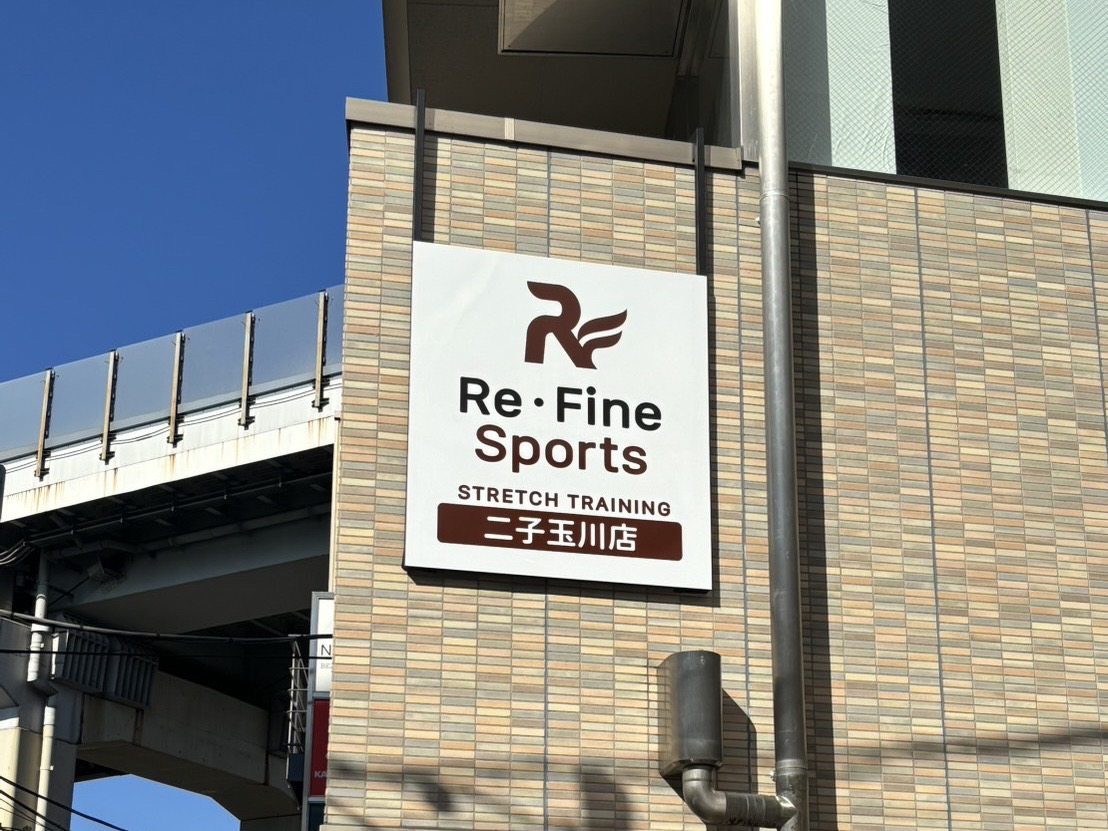 Re・Fine
Sports
STRETCH TRAINING
二子玉川店